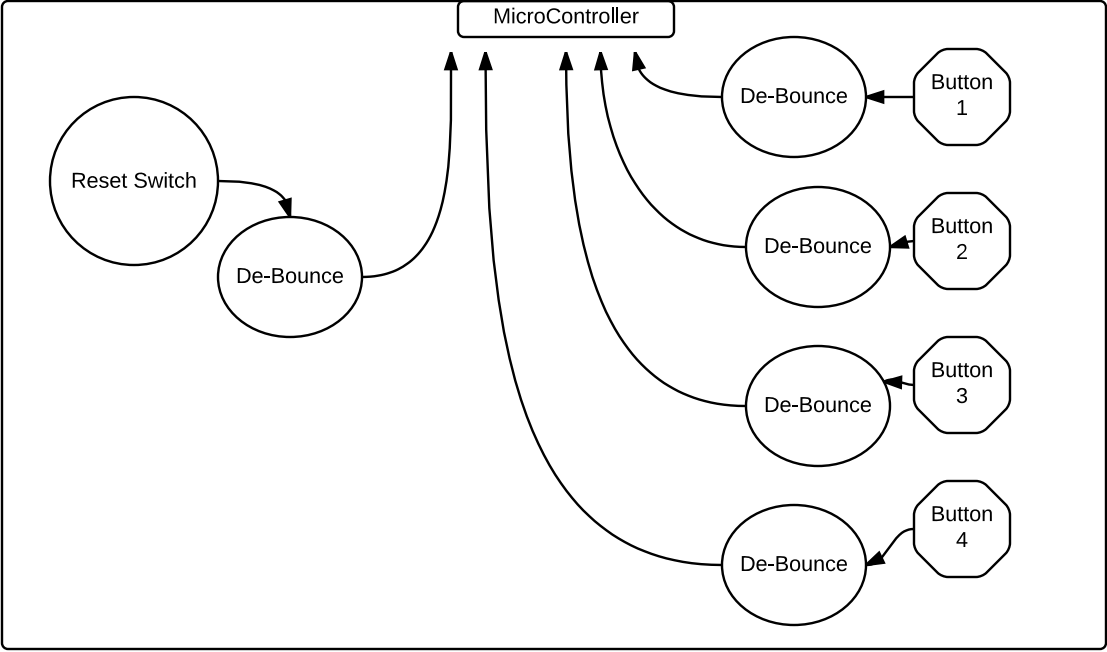 MicroController
De-Bounce
Button
1
Reset Switch
De-Bounce
De-Bounce
Button
2
De-Bounce
Button
3
De-Bounce
Button
4